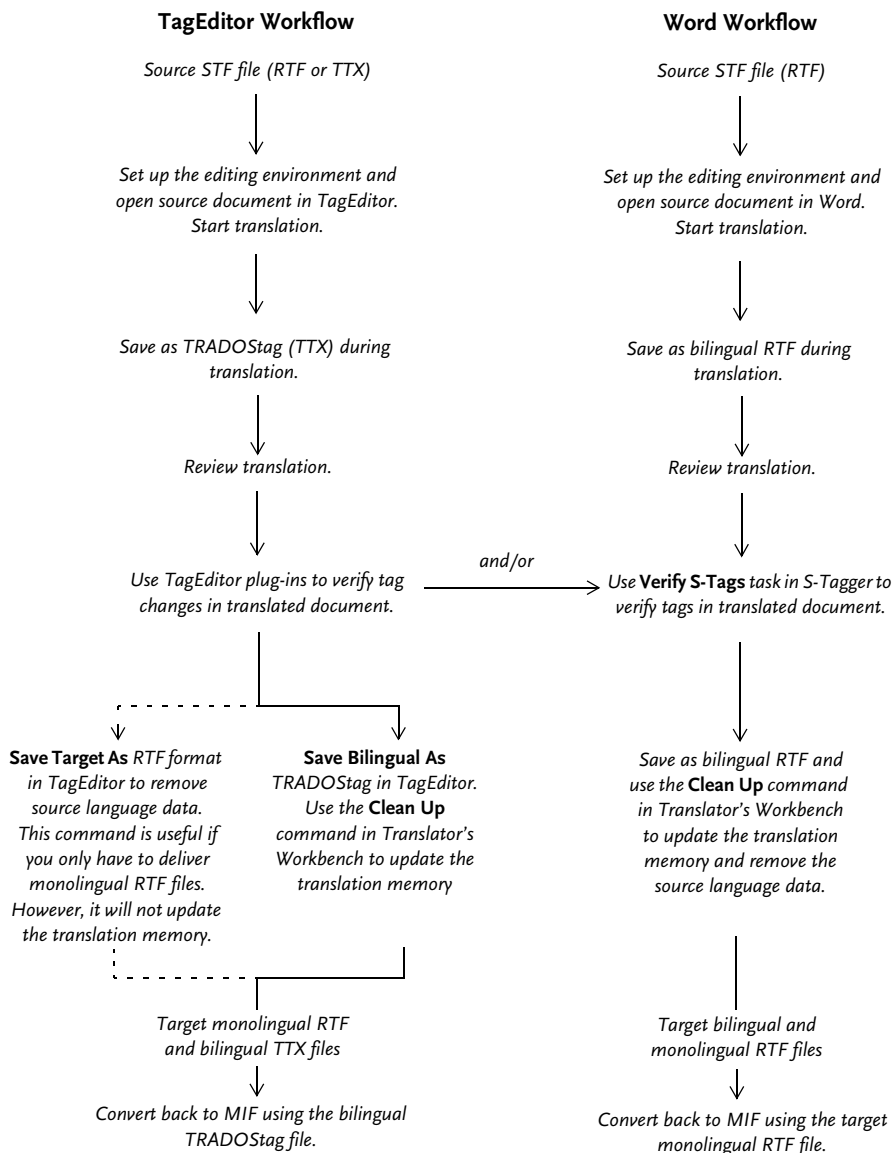 TagEditor Workflow
Source STF file (RTF or TTX)
Set up the editing environment and
open source document in TagEditor.
Start translation.
Save as TRADOStag (TTX) during
translation.
Review translation.
Use TagEditor plug-ins to verify tag
changes in translated document.
and/or
Save Target As RTF format
in TagEditor to remove
source language data.
This command is useful if
you only have to deliver
monolingual RTF files.
However, it will not update
the translation memory.
Save Bilingual As
TRADOStag in TagEditor.
Use the Clean Up
command in Translator's
Workbench to update the
translation memory
Target monolingual RTF
and bilingual TTX files
Convert back to MIF using the bilingual
TRADOStag file.
Word Workflow
Source STF file (RTF)
Set up the editing environment and
open source document in Word.
Start translation.
Save as bilingual RTF during
translation.
Review translation.
Use Verify S-Tags task in S-Tagger to
verify tags in translated document.
Save as bilingual RTF and
use the Clean Up command
in Translator's Workbench
to update the translation
memory and remove the
source language data.
Target bilingual and
monolingual RTF files
Convert back to MIF using the target
monolingual RTF file.